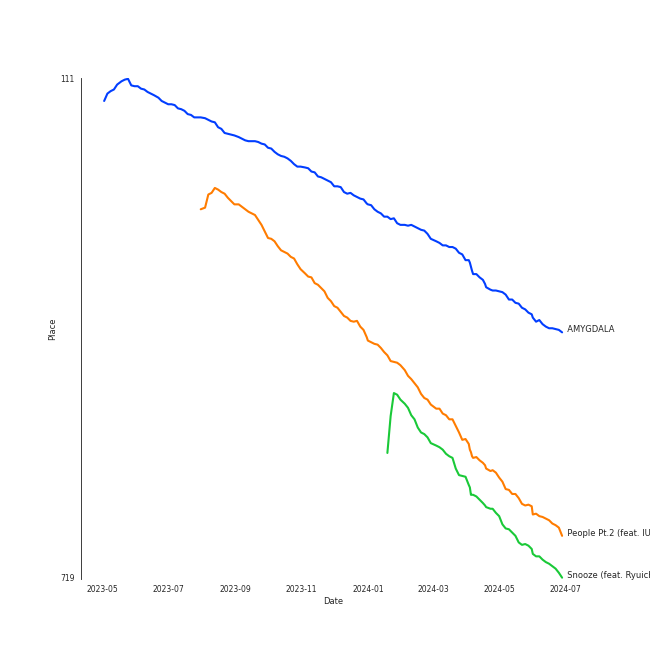 111
AMYGDALA
Place
People Pt.2 (feat. IU
719
Snooze (feat. Ryuic
2023-05 2023-07 2023-09 2023-11 2024-01 2024-03 2024-05 2024-07
Date